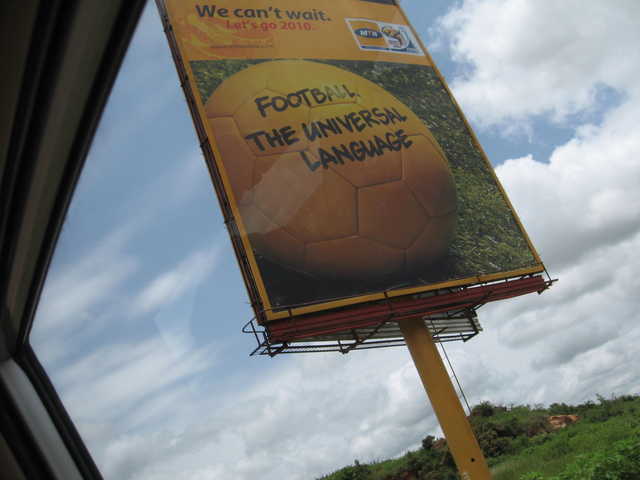 We can't wait.
Let's go 2010.
MTN
FOOTBALL.
THE UNIVERSAL
LANGUAGE